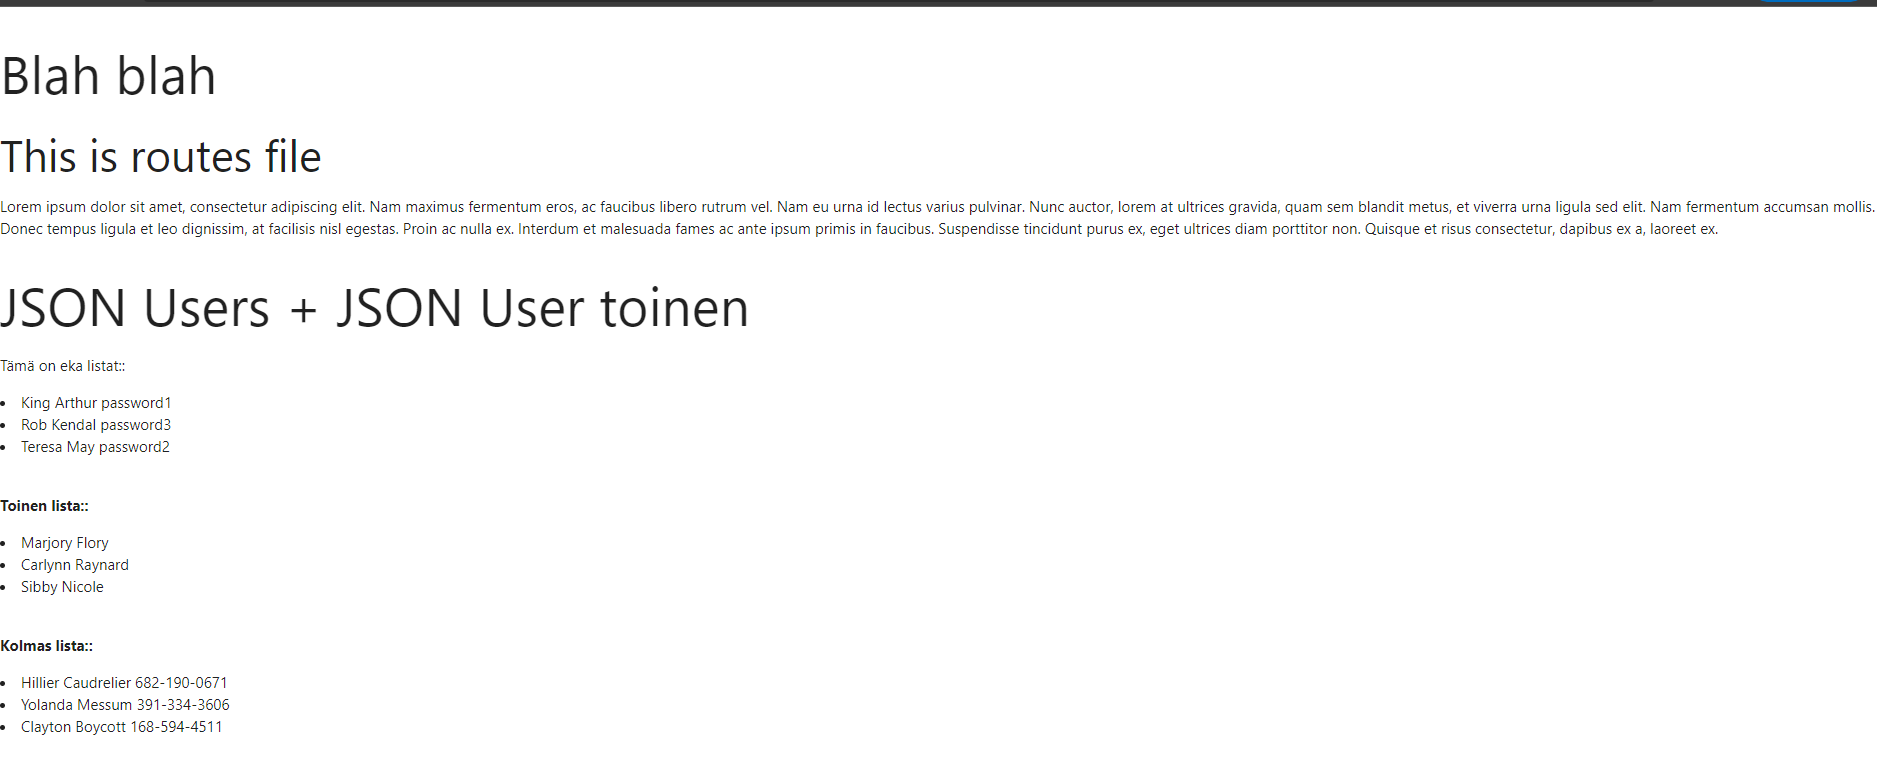 Blah blah
This is routes file
Lorem ipsum dolor sit amet, consectetur adipiscing elit. Nam maximus fermentum eros, ac faucibus libero rutrum vel. Nam eu urna id lectus varius pulvinar. Nunc auctor, lorem at ultrices gravida, quam sem blandit metus, et viverra urna ligula sed elit. Nam fermentum accumsan mollis.
Donec tempus ligula et leo dignissim, at facilisis nisl egestas. Proin ac nulla ex. Interdum et malesuada fames ac ante ipsum primis in faucibus. Suspendisse tincidunt purus ex, eget ultrices diam porttitor non. Quisque et risus consectetur, dapibus ex a, laoreet ex.
JSON Users + JSON User toinen
Tämä on eka listat::
• King Arthur password1
• Rob Kendal password3
• Teresa May password2
Toinen lista::
• Marjory Flory
• Carlynn Raynard
• Sibby Nicole
Kolmas lista::
• Hillier Caudrelier 682-190-0671
• Yolanda Messum 391-334-3606
• Clayton Boycott 168-594-4511